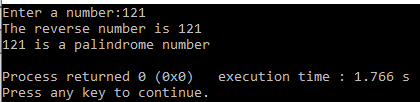 Enter a number:121
The reverse number is 121
121 is a palindrome number
Process returned 0 (0x0)   execution time : 1.766 s
Press any key to continue.